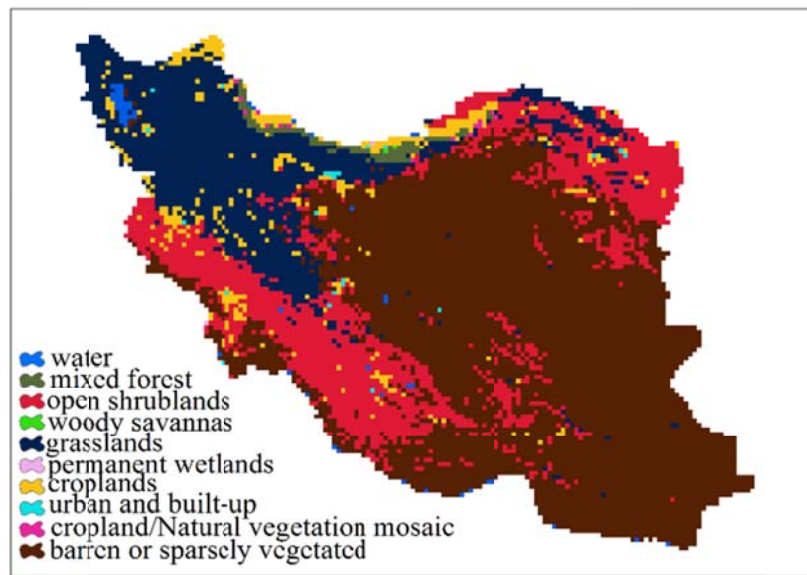 water
mixed forest
open shrublands
woody savannas
grasslands
permanent wetlands
croplands
urban and built-up
cropland/Natural vegetation mosaic
barren or sparsely vegetated